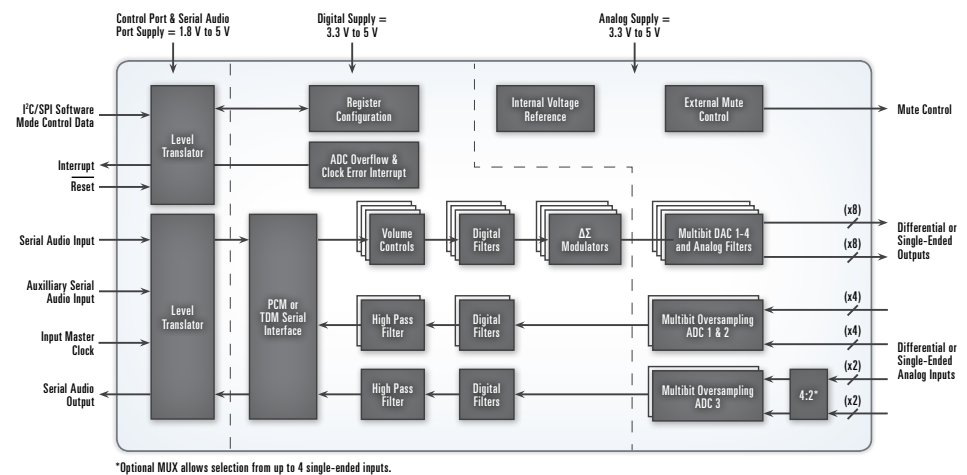 Control Port & Serial Audio
Port Supply = 1.8 V to 5 V
Digital Supply =
3.3 V to 5 V
Analog Supply =
3.3 V to 5 V
I²C/SPI Software
Mode Control Data
Level
Translator
Register
Configuration
Internal Voltage
Reference
External Mute
Control
Mute Control
Interrupt
ADC Overflow &
Clock Error Interrupt
Reset
Serial Audio Input
Volume
Controls
Digital
Filters
ΔΣ
Modulators
Multibit DAC 1-4
and Analog Filters
(x8)
(x8)
Differential or
Single-Ended
Outputs
Auxilliary Serial
Audio Input
Level
Translator
PCM or
TDM Serial
Interface
High Pass
Filter
Digital
Filters
Multibit Oversampling
ADC 1 & 2
(x4)
(x4)
Input Master
Clock
Differential or
Single-Ended
Analog Inputs
Serial Audio
Output
High Pass
Filter
Digital
Filters
Multibit Oversampling
ADC 3
4:2*
(x2)
(x2)
*Optional MUX allows selection from up to 4 single-ended inputs.